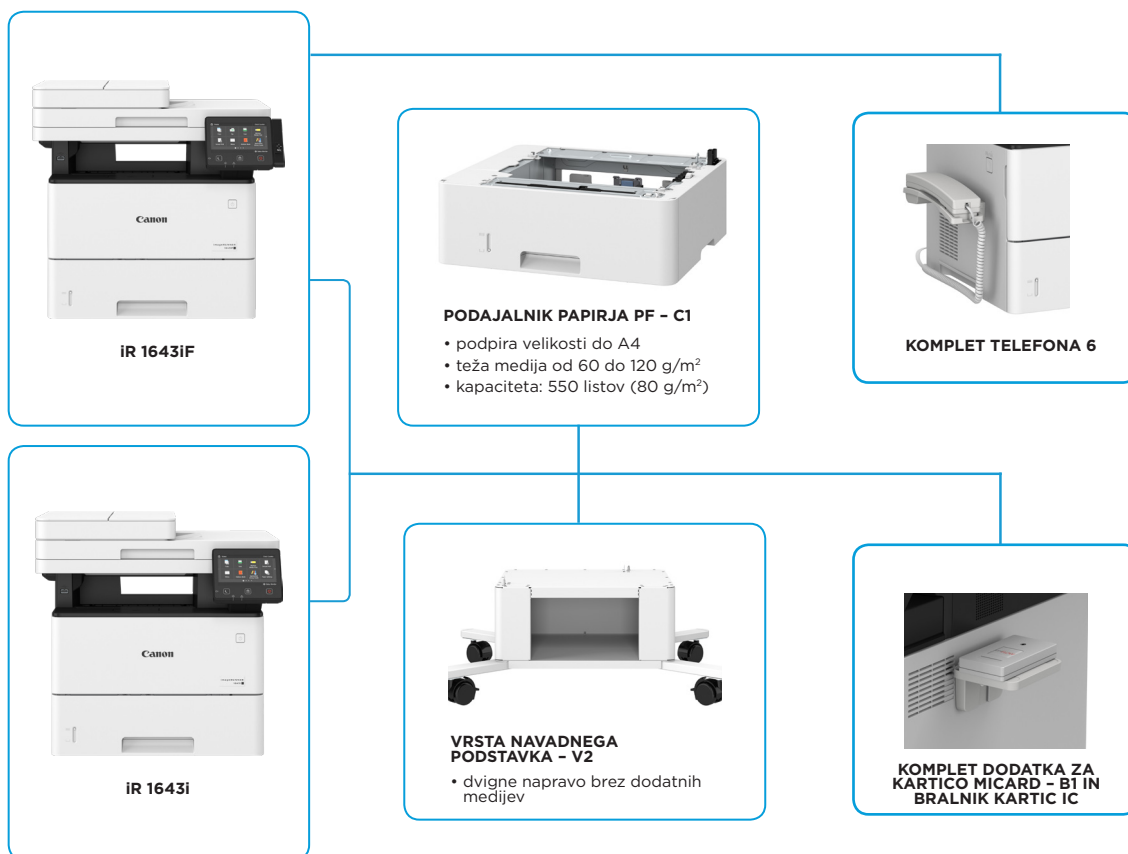 Canon
iR 1643iF
PODAJALNIK PAPIRJA PF – C1
• podpira velikosti do A4
• teža medija od 60 do 120 g/m²
• kapaciteta: 550 listov (80 g/m²)
KOMPLET TELEFONA 6
Canon
iR 1643i
VRSTA NAVADNEGA
PODSTAVKA – V2
• dvigne napravo brez dodatnih
medijev
KOMPLET DODATKA ZA
KARTICO MICARD – B1 IN
BRALNIK KARTIC IC